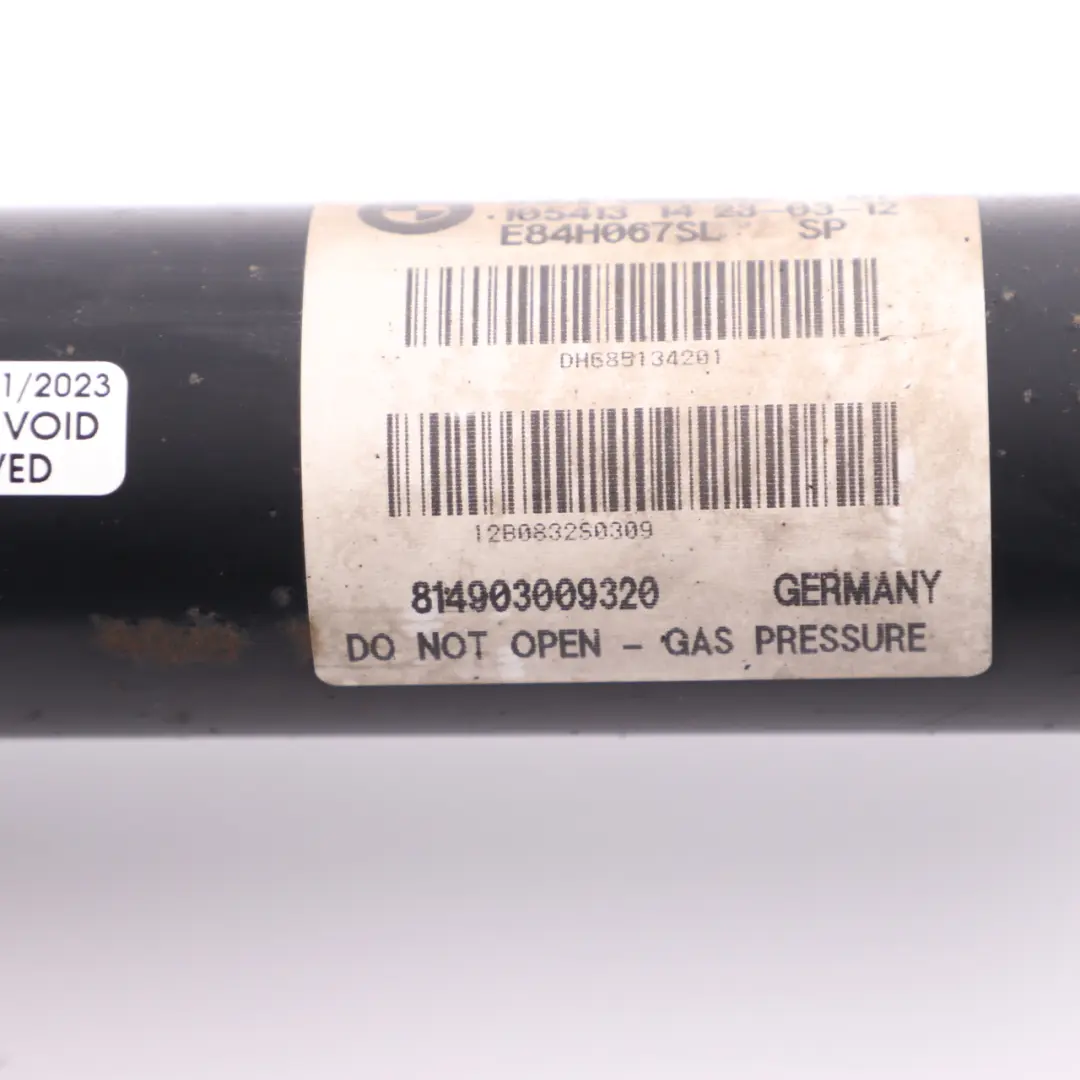 .105413 14 23-03-12
E84H067SL SP
DH685134201
12B0832S0309
814903009320 GERMANY
DO NOT OPEN - GAS PRESSURE
1/2023
VOID
VED